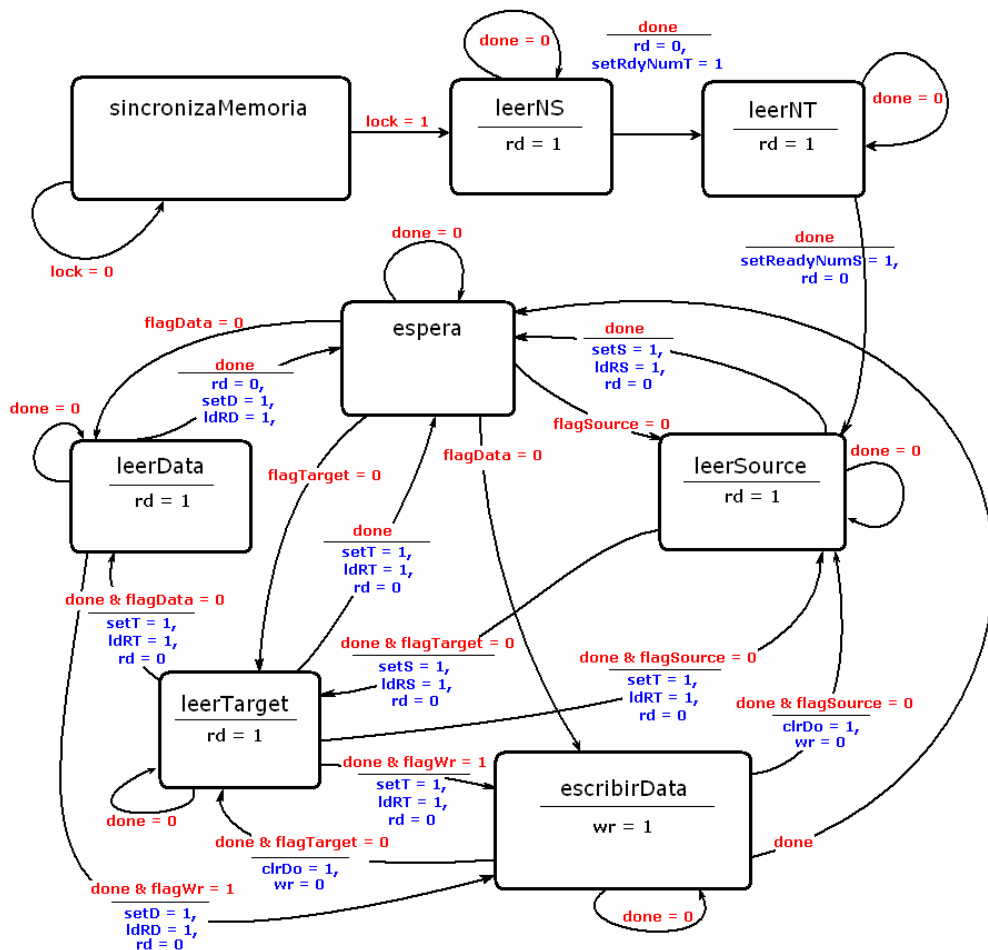 done = 0
done
rd = 0,
setRdyNumT = 1
sincronizaMemoria
lock = 1
lock = 0
leerNS
rd = 1
leerNT
rd = 1
done = 0
done
setReadyNumS = 1,
rd = 0
done = 0
espera
flagData = 0
done
rd = 0,
setD = 1,
ldRD = 1,
done
setS = 1,
ldRS = 1,
rd = 0
done = 0
leerData
rd = 1
flagTarget = 0
flagData = 0
flagSource = 0
leerSource
rd = 1
done = 0
done
setT = 1,
ldRT = 1,
rd = 0
done & flagData = 0
setT = 1,
ldRT = 1,
rd = 0
done & flagTarget = 0
setS = 1,
ldRS = 1,
rd = 0
done & flagSource = 0
setT = 1,
ldRT = 1,
rd = 0
done & flagSource = 0
clrDo = 1,
wr = 0
leerTarget
rd = 1
done = 0
done & flagWr = 1
setT = 1,
ldRT = 1,
rd = 0
escribirData
wr = 1
done & flagTarget = 0
clrDo = 1,
wr = 0
done
done & flagWr = 1
setD = 1,
ldRD = 1,
rd = 0
done = 0